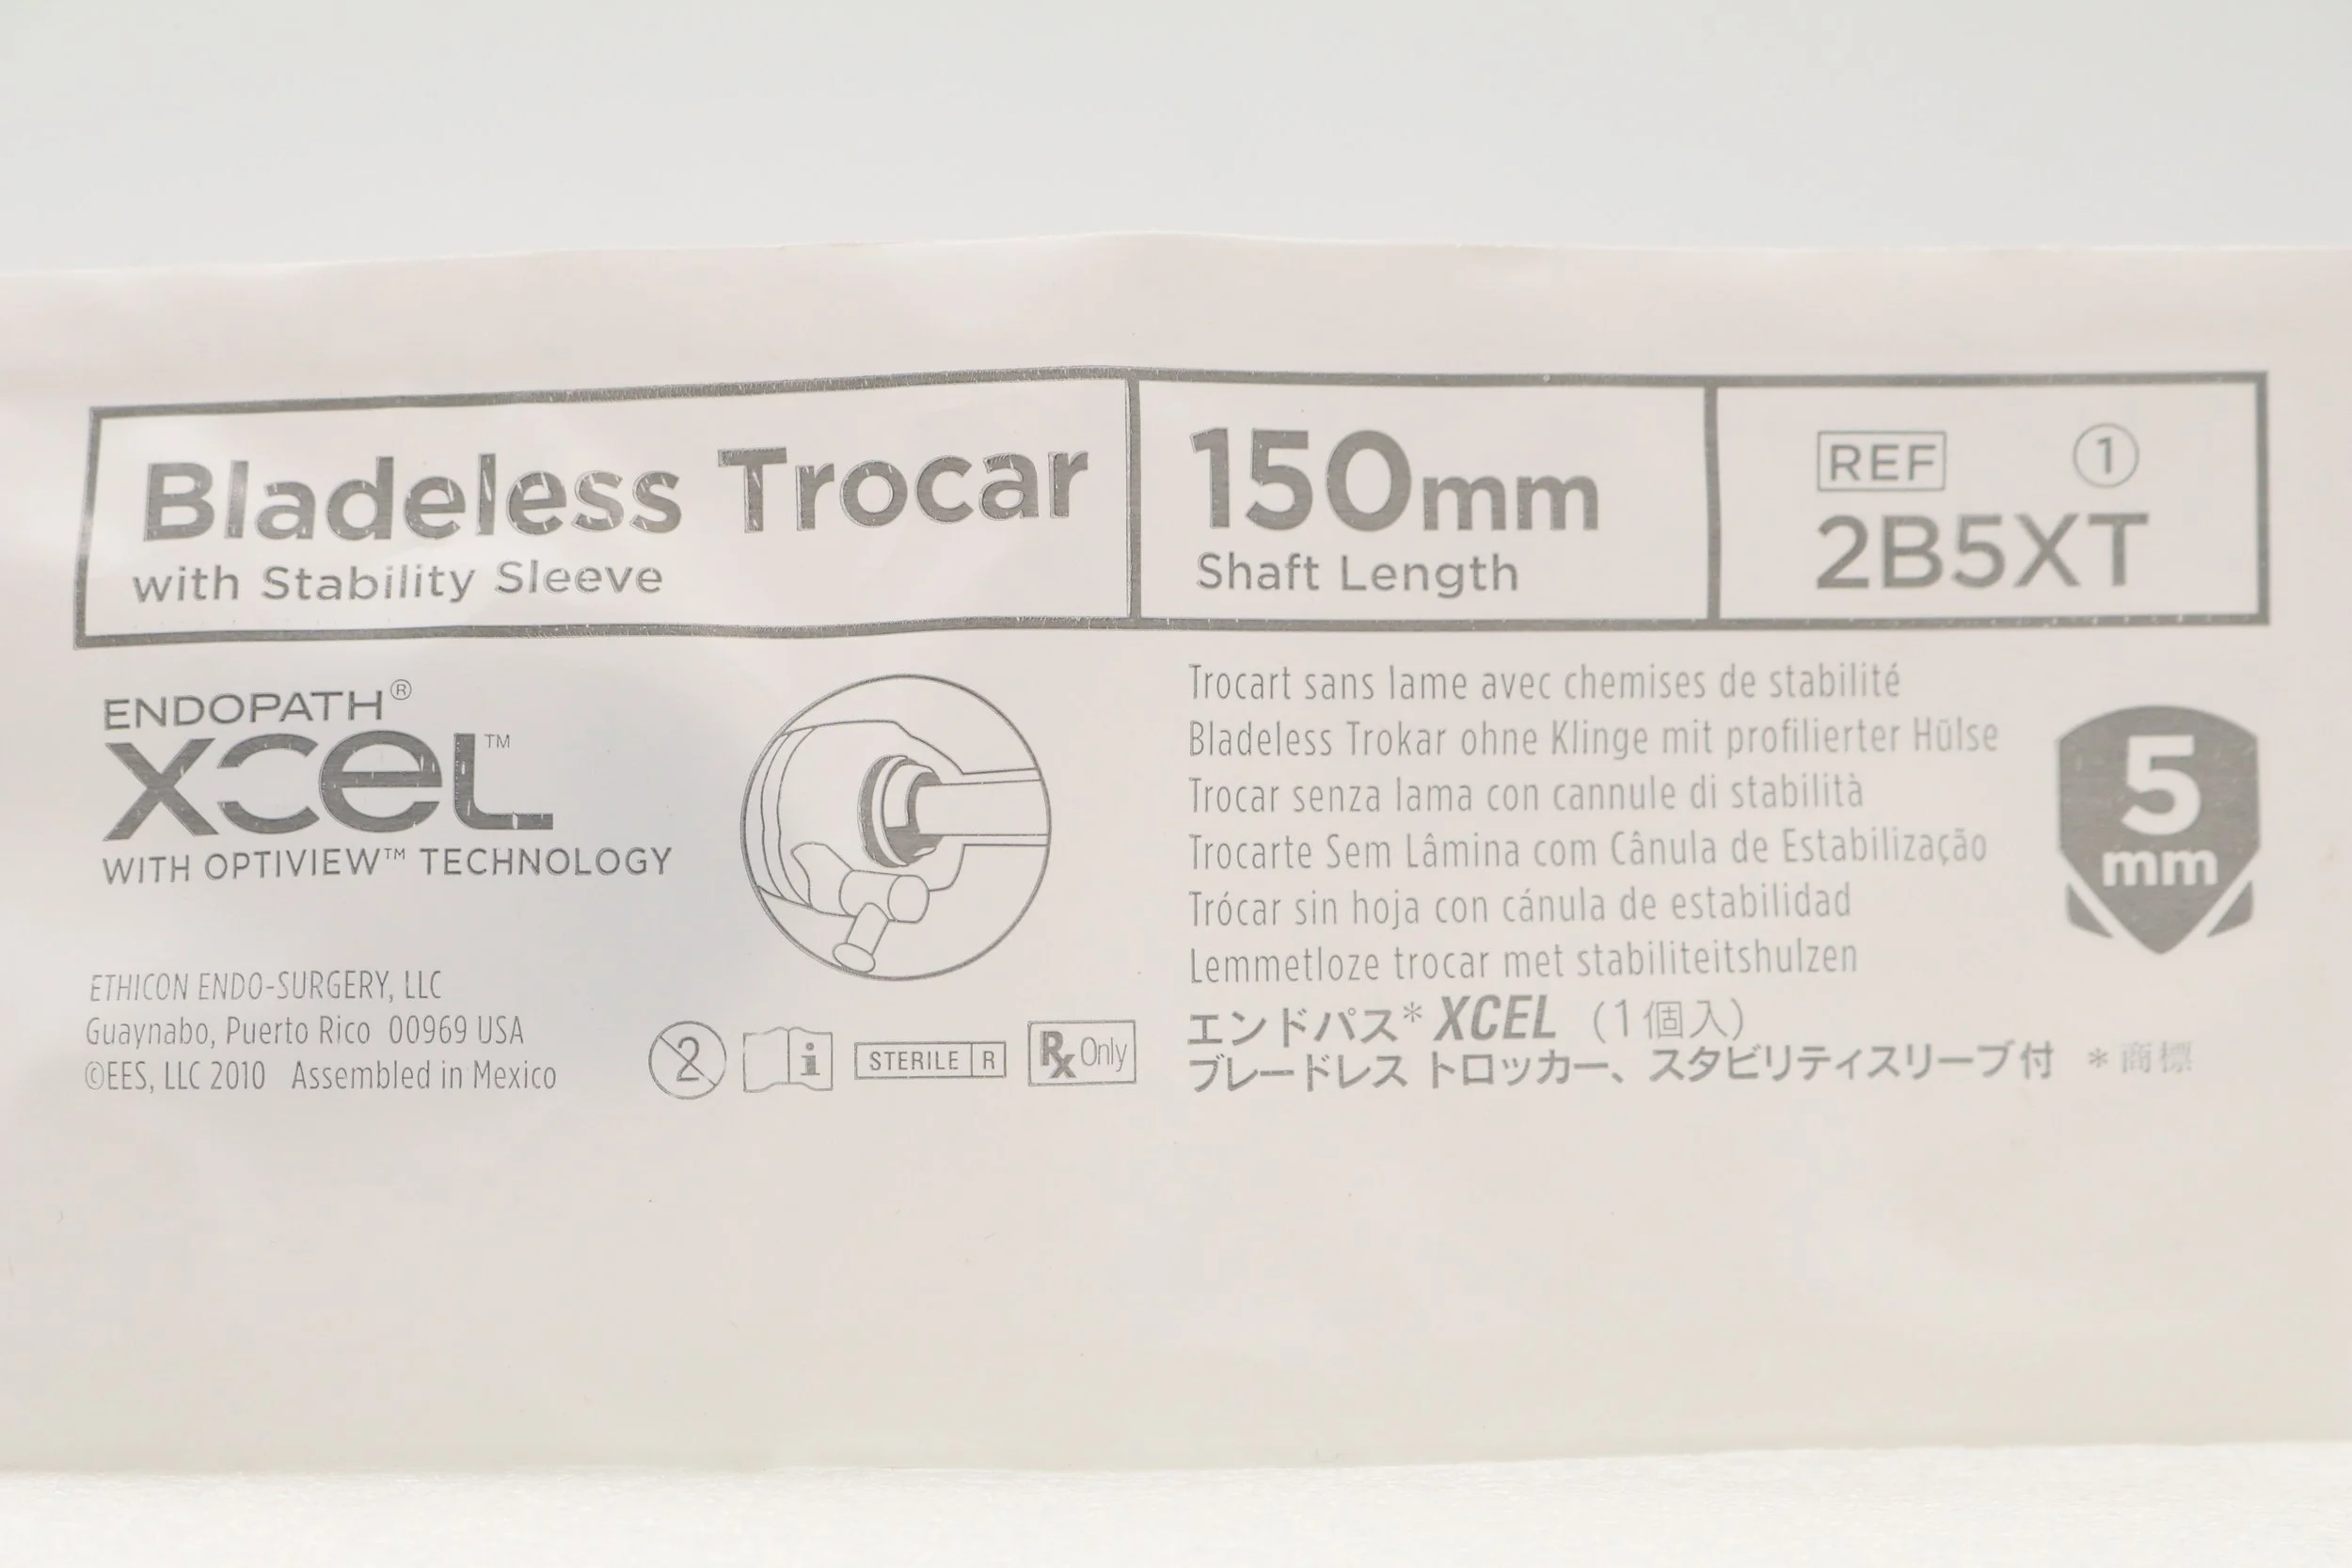 Bladeless Trocar
with Stability Sleeve
150mm
Shaft Length
REF 1
2B5XT
ENDOPATH®
XCEL™
WITH OPTIVIEW™ TECHNOLOGY
ETHICON ENDO-SURGERY, LLC
Guaynabo, Puerto Rico 00969 USA
©EES, LLC 2010 Assembled in Mexico
2
i
STERILE R
Rx Only
Trocart sans lame avec chemises de stabilité
Bladeless Trokar ohne Klinge mit profilierter Hülse
Trocar senza lama con cannule di stabilità
Trocarte Sem Lâmina com Cânula de Estabilização
Trócar sin hoja con cánula de estabilidad
Lemmetloze trocar met stabiliteitshulzen
エンドパス* XCEL (1個入)
ブレードレス トロッカー、スタビリティスリーブ付 *商標
5
mm